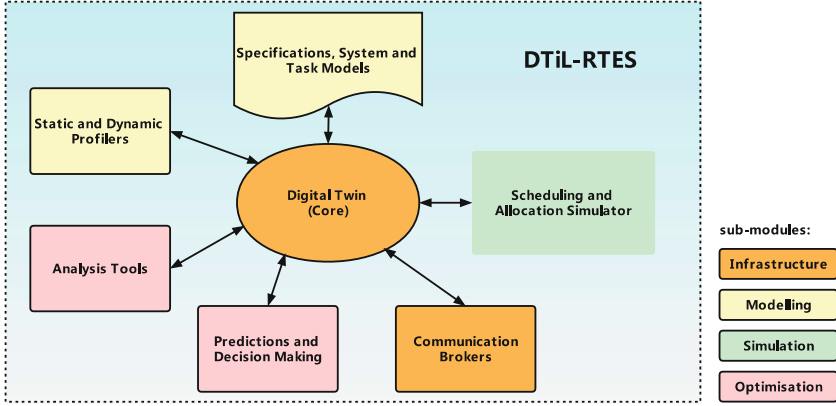 Specifications, System and
Task Models
DTiL-RTES
Static and Dynamic
Profilers
Digital Twin
(Core)
Scheduling and
Allocation Simulator
Analysis Tools
Predictions and
Decision Making
Communication
Brokers
sub-modules:
Infrastructure
Modelling
Simulation
Optimisation